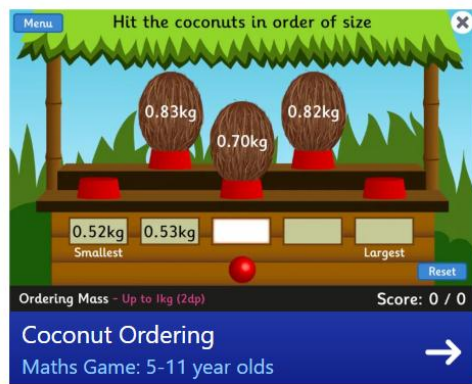 Menu
Hit the coconuts in order of size
0.83kg
0.82kg
0.70kg
0.52kg 0.53kg
Smallest
Largest
Reset
Ordering Mass - Up to 1kg (2dp)
Score: 0 / 0
Coconut Ordering
Maths Game: 5-11 year olds